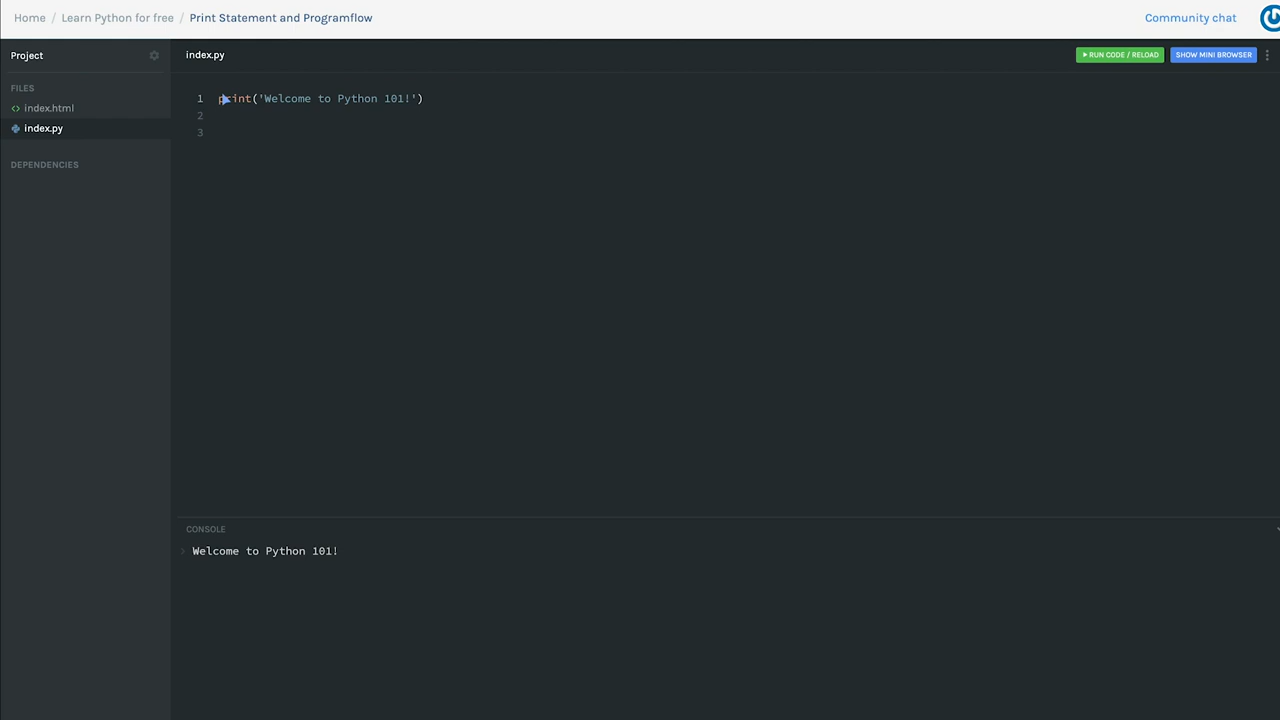 Home / Learn Python for free / Print Statement and Programflow
Community chat
Project
index.py
RUN CODE / RELOAD
SHOW MINI BROWSER
FILES
index.html
index.py
DEPENDENCIES
1 print('Welcome to Python 101!')
2
3
CONSOLE
Welcome to Python 101!